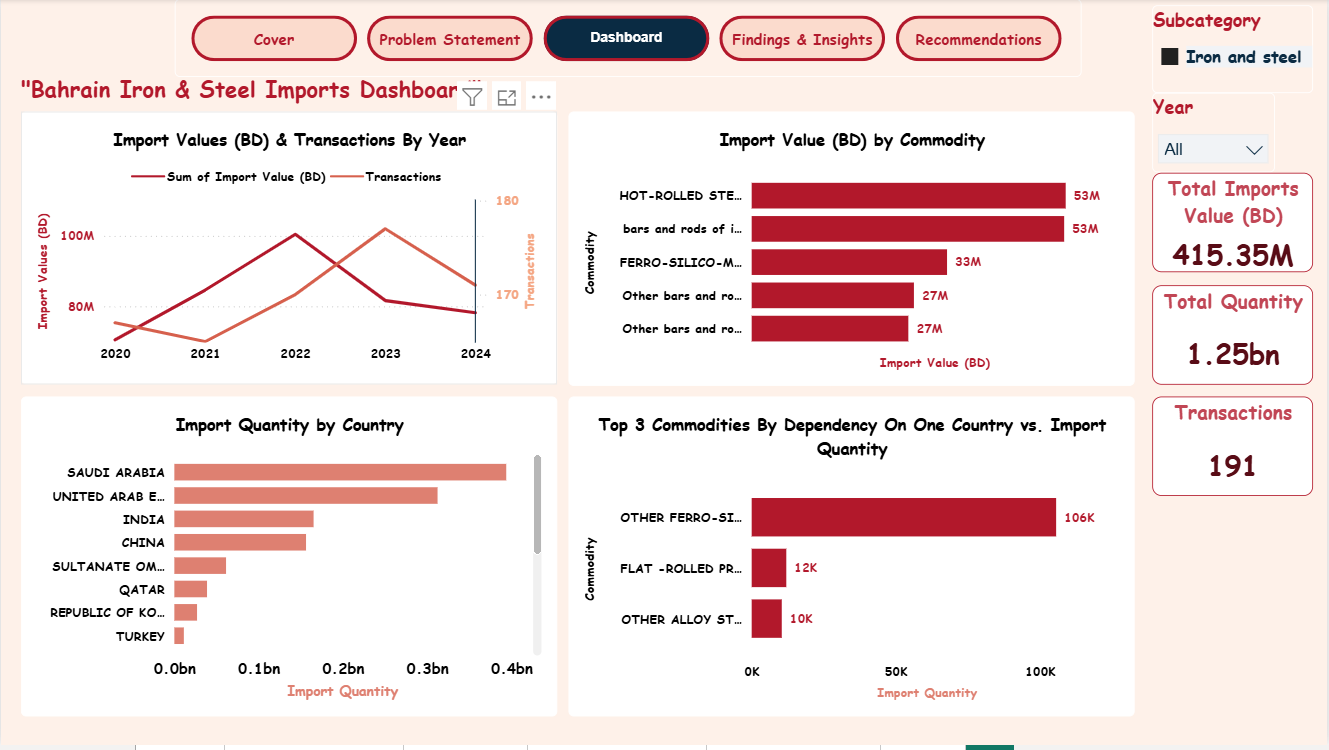 Cover
Problem Statement
Dashboard
Findings & Insights
Recommendations
Subcategory
Iron and steel
"Bahrain Iron & Steel Imports Dashboar
Year
All
Import Values (BD) & Transactions By Year
Sum of Import Value (BD)
Transactions
Import Values (BD)
100M
80M
180
170
Transactions
2020
2021
2022
2023
2024
Import Value (BD) by Commodity
Commodity
HOT-ROLLED STE...
53M
bars and rods of i...
53M
FERRO-SILICO-M...
33M
Other bars and ro...
27M
Other bars and ro...
27M
Import Value (BD)
Total Imports
Value (BD)
415.35M
Total Quantity
1.25bn
Transactions
191
Import Quantity by Country
SAUDI ARABIA
UNITED ARAB E...
INDIA
CHINA
SULTANATE OM...
QATAR
REPUBLIC OF KO...
TURKEY
0.0bn
0.1bn
0.2bn
0.3bn
0.4bn
Import Quantity
Top 3 Commodities By Dependency On One Country vs. Import
Quantity
Commodity
OTHER FERRO-SI...
106K
FLAT -ROLLED PR...
12K
OTHER ALLOY ST...
10K
0K
50K
100K
Import Quantity